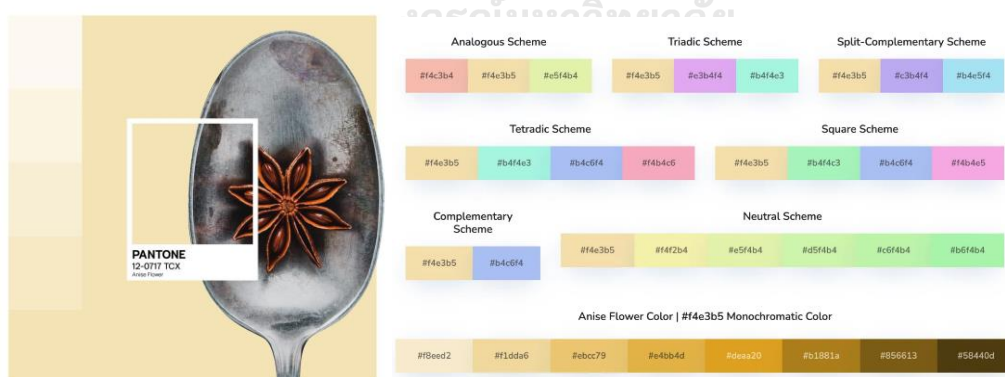 PANTONE
12-0717 TCX
Anise Flower
Analogous Scheme
#f4c3b4 #f4e3b5 #e5f4b4
Triadic Scheme
#f4e3b5 #e3b4f4 #b4f4e3
Split-Complementary Scheme
#f4e3b5 #c3b4f4 #b4e5f4
Tetradic Scheme
#f4e3b5 #b4f4e3 #b4c6f4 #f4b4c6
Square Scheme
#f4e3b5 #b4f4c3 #b4c6f4 #f4b4e5
Complementary
Scheme
#f4e3b5 #b4c6f4
Neutral Scheme
#f4e3b5 #f4f2b4 #e5f4b4 #d5f4b4 #c6f4b4 #b6f4b4
Anise Flower Color | #f4e3b5 Monochromatic Color
#f8eed2 #f1dda6 #ebcc79 #e4bb4d #deaa20 #b1881a #856613 #58440d